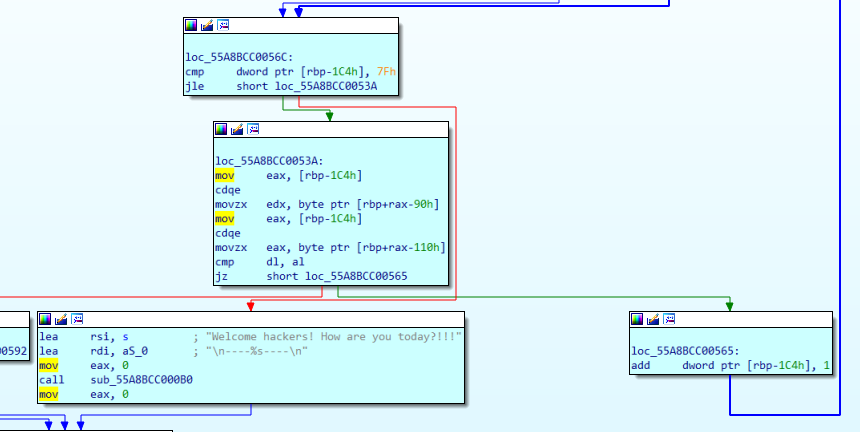 loc_55A8BCC0056C:
cmp dword ptr [rbp-1C4h], 7Fh
jle short loc_55A8BCC0053A
loc_55A8BCC0053A:
mov eax, [rbp-1C4h]
cdqe
movzx edx, byte ptr [rbp+rax-90h]
mov eax, [rbp-1C4h]
cdqe
movzx eax, byte ptr [rbp+rax-110h]
cmp dl, al
jz short loc_55A8BCC00565
00592
lea rsi, s ; "Welcome hackers! How are you today?!!!"
lea rdi, aS_0 ; "\n----%s----\n"
mov eax, 0
call sub_55A8BCC000B0
mov eax, 0
loc_55A8BCC00565:
add dword ptr [rbp-1C4h], 1